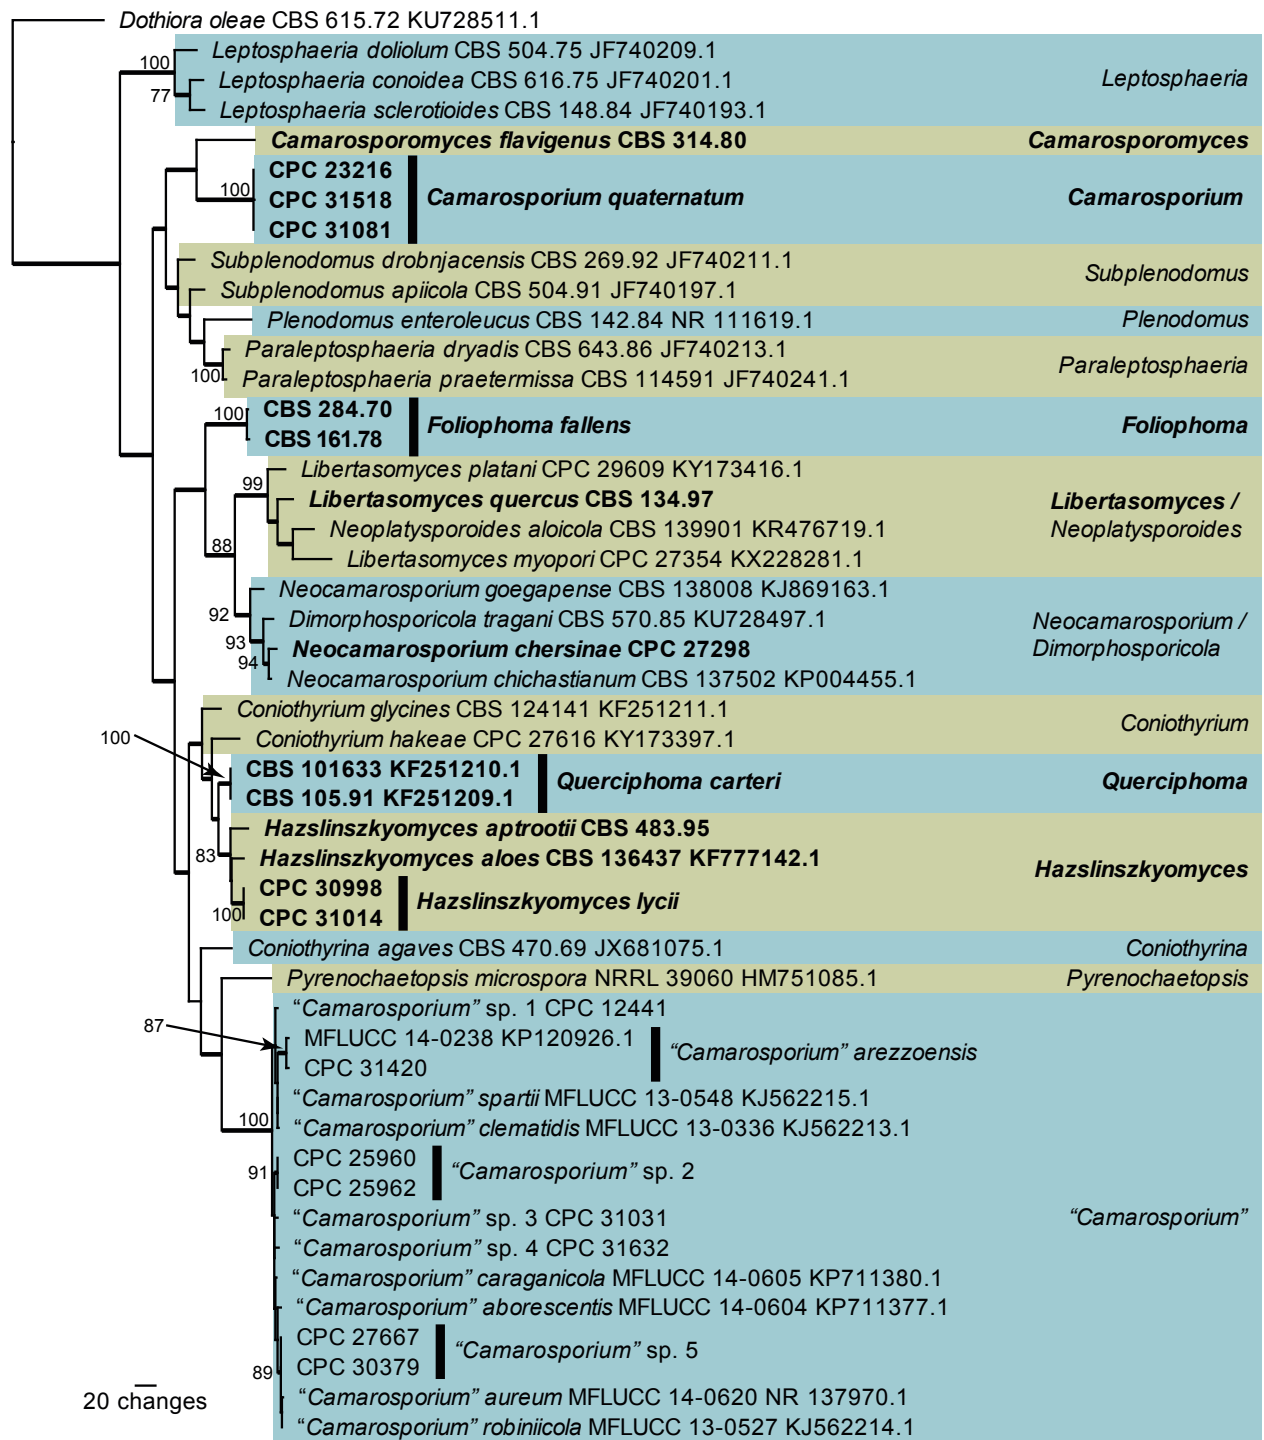 Dothiora oleae CBS 615.72 KU728511.1
Leptosphaeria doliolum CBS 504.75 JF740209.1
100
Leptosphaeria conoidea CBS 616.75 JF740201.1
Leptosphaeria
77
Leptosphaeria sclerotioides CBS 148.84 JF740193.1
Camarosporomyces flavigenus CBS 314.80
Camarosporomyces
CPC 23216
100
CPC 31518
Camarosporium quaternatum
Camarosporium
CPC 31081
Subplenodomus drobnjacensis CBS 269.92 JF740211.1
Subplenodomus
Subplenodomus apiicola CBS 504.91 JF740197.1
Plenodomus enteroleucus CBS 142.84 NR 111619.1
Plenodomus
Paraleptosphaeria dryadis CBS 643.86 JF740213.1
Paraleptosphaeria
100
Paraleptosphaeria praetermissa CBS 114591 JF740241.1
100
CBS 284.70
Foliophoma fallens
Foliophoma
CBS 161.78
Libertasomyces platani CPC 29609 KY173416.1
99
Libertasomyces quercus CBS 134.97
Libertasomyces /
Neoplatysporoides aloicola CBS 139901 KR476719.1
Neoplatysporoides
88
Libertasomyces myopori CPC 27354 KX228281.1
Neocamarosporium goegapense CBS 138008 KJ869163.1
92
Dimorphosporicola tragani CBS 570.85 KU728497.1
Neocamarosporium /
93
Neocamarosporium chersinae CPC 27298
Dimorphosporicola
94
Neocamarosporium chichastianum CBS 137502 KP004455.1
Coniothyrium glycines CBS 124141 KF251211.1
Coniothyrium
100
Coniothyrium hakeae CPC 27616 KY173397.1
CBS 101633 KF251210.1
Querciphoma carteri
Querciphoma
CBS 105.91 KF251209.1
Hazslinszkyomyces aptrootii CBS 483.95
83
Hazslinszkyomyces aloes CBS 136437 KF777142.1
Hazslinszkyomyces
CPC 30998
Hazslinszkyomyces lycii
100
CPC 31014
Coniothyrina agaves CBS 470.69 JX681075.1
Coniothyrina
Pyrenochaetopsis microspora NRRL 39060 HM751085.1
Pyrenochaetopsis
“Camarosporium” sp. 1 CPC 12441
87
MFLUCC 14-0238 KP120926.1
“Camarosporium” arezzoensis
CPC 31420
“Camarosporium” spartii MFLUCC 13-0548 KJ562215.1
100
“Camarosporium” clematidis MFLUCC 13-0336 KJ562213.1
CPC 25960
91
“Camarosporium” sp. 2
CPC 25962
“Camarosporium” sp. 3 CPC 31031
“Camarosporium”
“Camarosporium” sp. 4 CPC 31632
“Camarosporium” caraganicola MFLUCC 14-0605 KP711380.1
“Camarosporium” aborescentis MFLUCC 14-0604 KP711377.1
CPC 27667
“Camarosporium” sp. 5
CPC 30379
89
“Camarosporium” aureum MFLUCC 14-0620 NR 137970.1
20 changes
“Camarosporium” robiniicola MFLUCC 13-0527 KJ562214.1